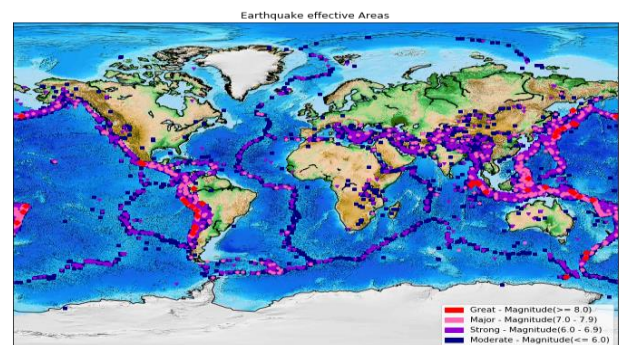 Earthquake effective Areas
Great - Magnitude(>= 8.0)
Major - Magnitude(7.0 - 7.9)
Strong - Magnitude(6.0 - 6.9)
Moderate - Magnitude(<= 6.0)